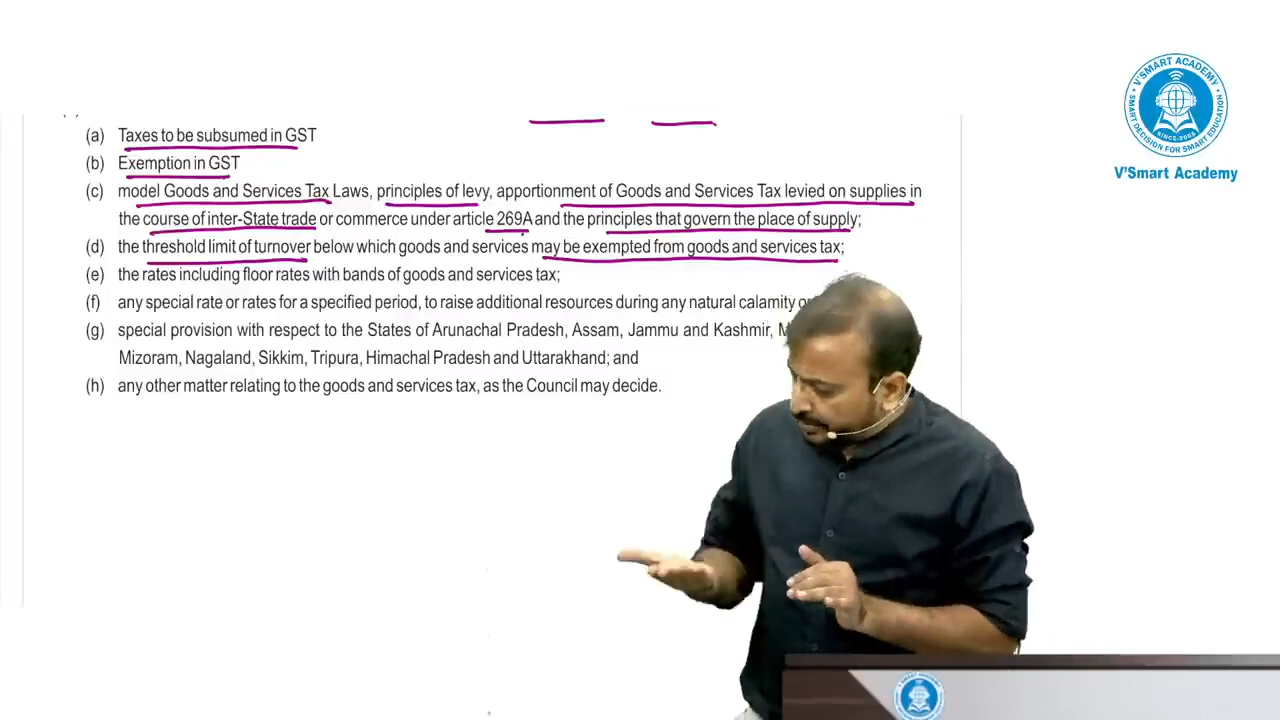 (a) Taxes to be subsumed in GST
(b) Exemption in GST
(c) model Goods and Services Tax Laws, principles of levy, apportionment of Goods and Services Tax levied on supplies in
the course of inter-State trade or commerce under article 269A and the principles that govern the place of supply;
(d) the threshold limit of turnover below which goods and services may be exempted from goods and services tax;
(e) the rates including floor rates with bands of goods and services tax;
(f) any special rate or rates for a specified period, to raise additional resources during any natural calamity
(g) special provision with respect to the States of Arunachal Pradesh, Assam, Jammu and Kashmir,
Mizoram, Nagaland, Sikkim, Tripura, Himachal Pradesh and Uttarakhand; and
(h) any other matter relating to the goods and services tax, as the Council may decide.
V'SMART ACADEMY
SMART DECISION FOR SMART EDUCATION
SINCE.2008
V'Smart Academy